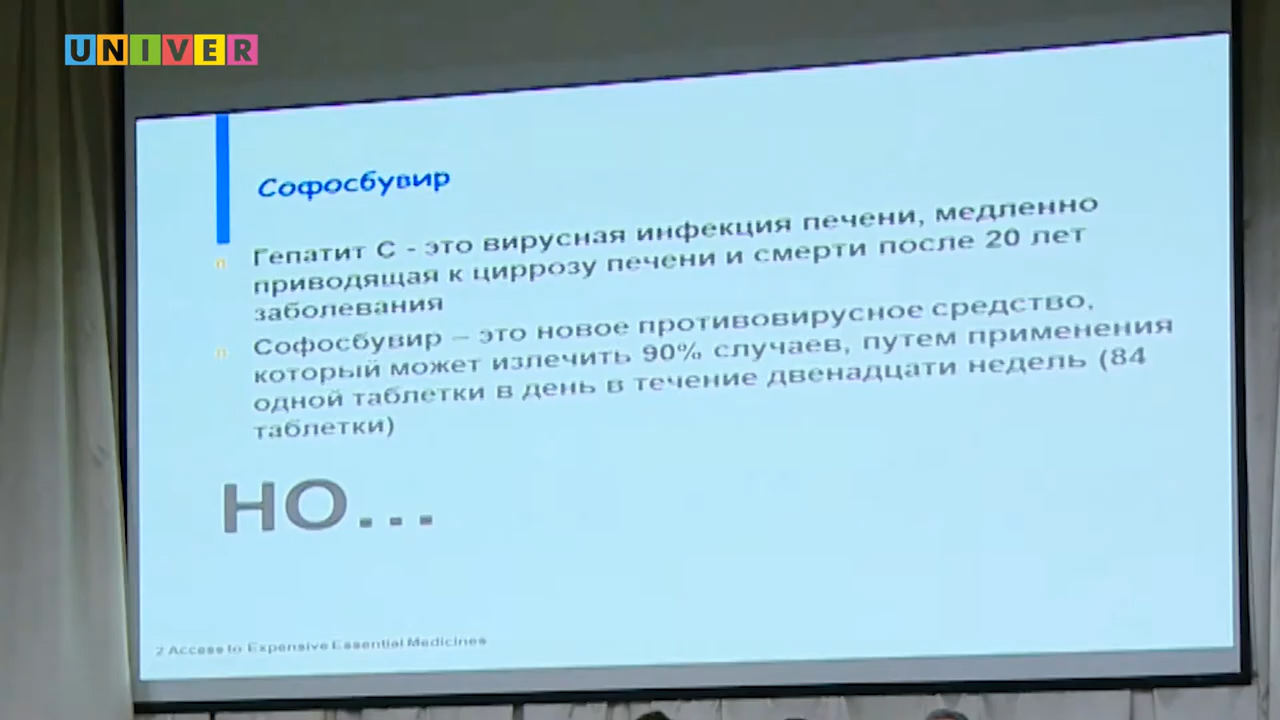 UNIVER
Софосбувир
Гепатит С - это вирусная инфекция печени, медленно
приводящая к циррозу печени и смерти после 20 лет
заболевания
Софосбувир – это новое противовирусное средство,
который может излечить 90% случаев, путем применения
одной таблетки в день в течение двенадцати недель (84
таблетки)
НО...
2 Access to Expensive Essential Medicines